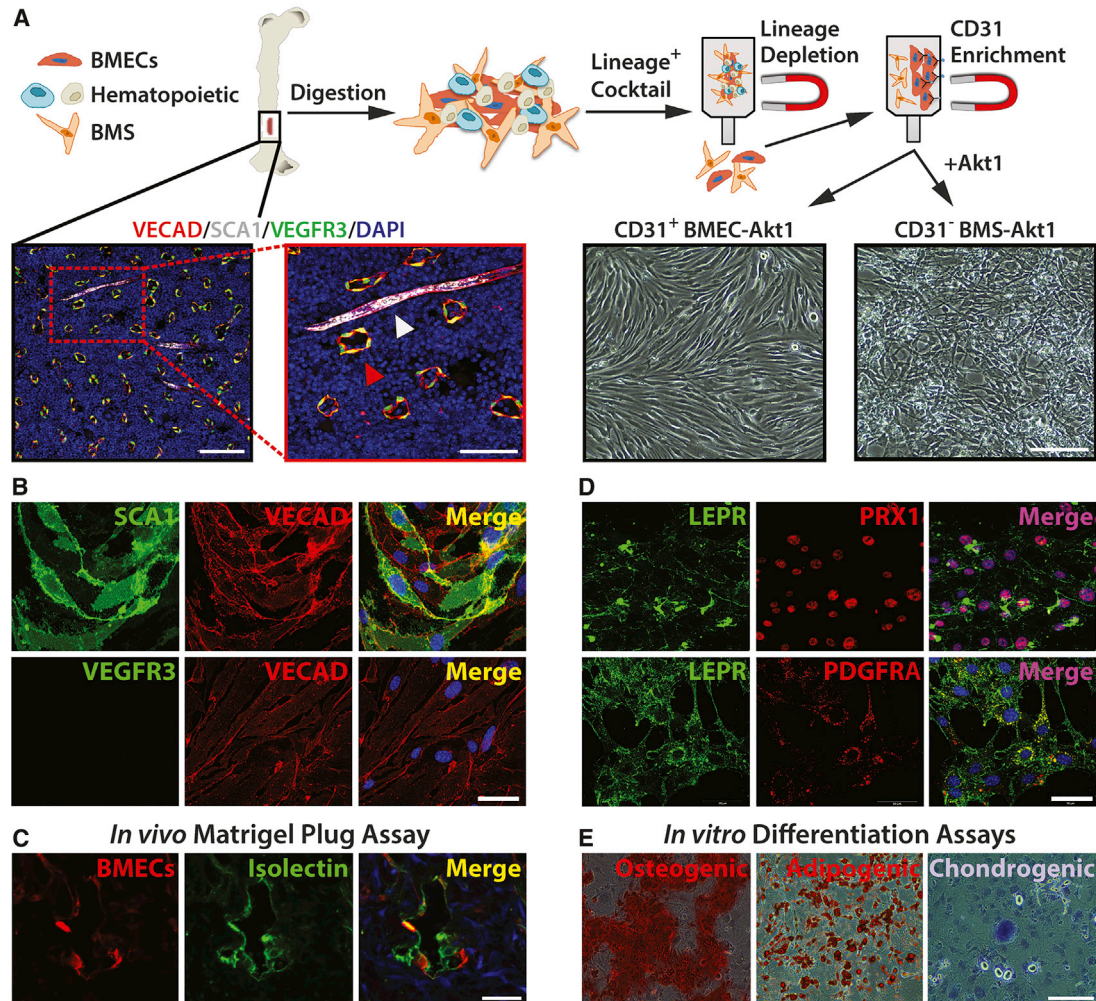 A
BMECs
Hematopoietic
BMS
Digestion
Lineage+
Cocktail
Lineage
Depletion
CD31
Enrichment
+Akt1
VECAD/SCA1/VEGFR3/DAPI
CD31+ BMEC-Akt1
CD31- BMS-Akt1
B
SCA1
VECAD
Merge
VEGFR3
VECAD
Merge
D
LEPR
PRX1
Merge
LEPR
PDGFRA
Merge
C
In vivo Matrigel Plug Assay
BMECs
Isolectin
Merge
E
In vitro Differentiation Assays
Osteogenic
Adipogenic
Chondrogenic